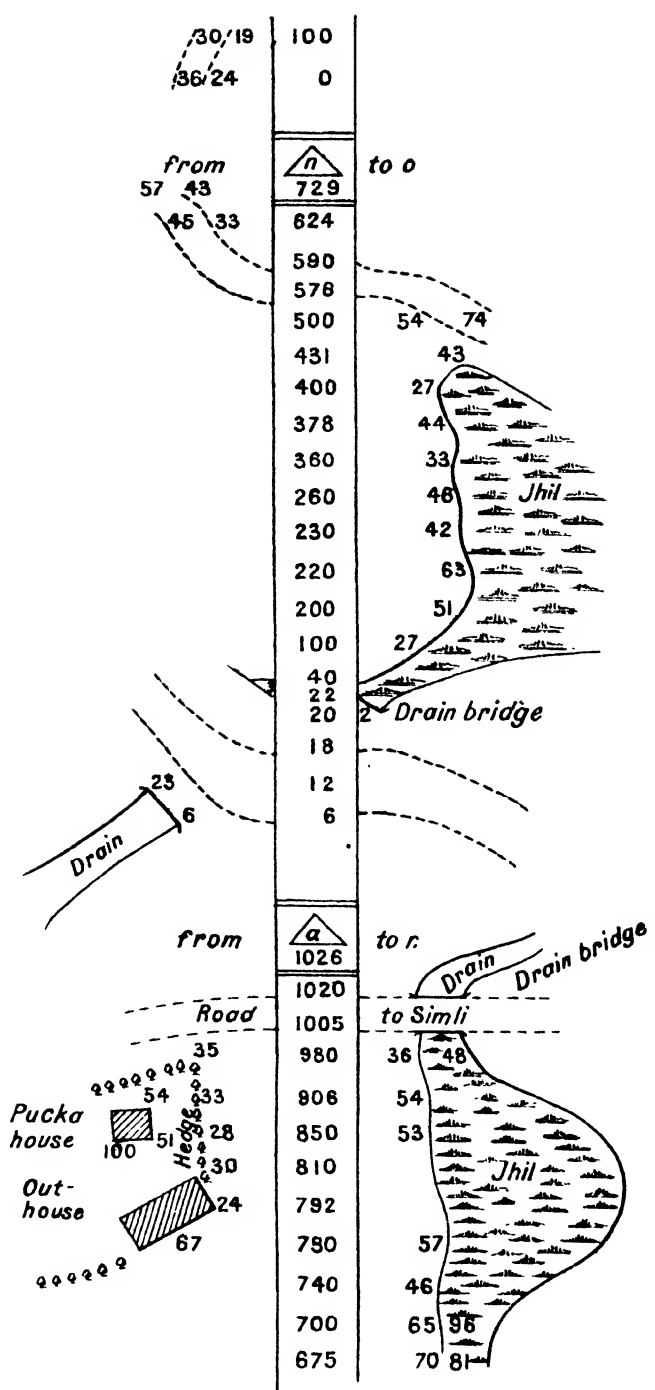 30 19 100
36 24 0
from n to o
57 43 729
45 33 624
590
576
54 74 500
43 431
400 27
378 44
360 33
260 46 Jhil
230 42
220 63
200 51
100 27
40
22
20 2 Drain bridge
18
12
23
6 6
Drain
from a to r.
1026
Drain Drain bridge
1020
Road 1005 to Simli
35 980 36 48
54 33 906 54
Pucka
house
100 51 28 850 53
Hedge
30 810 Jhil
Out-
house
24 792
67 780 57
740 46
700 65 96
675 70 81